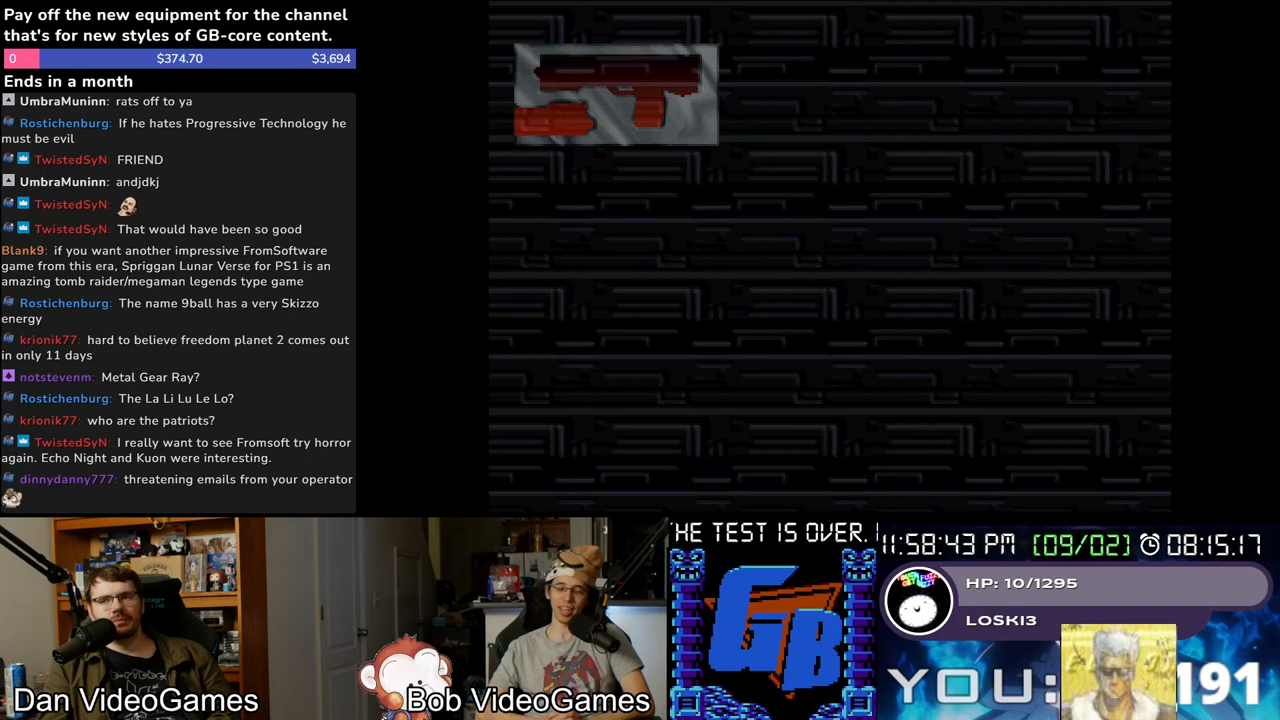 Pay off the new equipment for the channel
that's for new styles of GB-core content.
0 $374.70 $3,694
Ends in a month
UmbraMuninn: rats off to ya
Rostichenburg: If he hates Progressive Technology he
must be evil
TwistedSyN: FRIEND
UmbraMuninn: andjdkj
TwistedSyN:
TwistedSyN: That would have been so good
Blank9: if you want another impressive FromSoftware
game from this era, Spriggan Lunar Verse for PS1 is an
amazing tomb raider/megaman legends type game
Rostichenburg: The name 9ball has a very Skizzo
energy
krionik77: hard to believe freedom planet 2 comes out
in only 11 days
notstevenm: Metal Gear Ray?
Rostichenburg: The La Li Lu Le Lo?
krionik77: who are the patriots?
TwistedSyN: I really want to see Fromsoft try horror
again. Echo Night and Kuon were interesting.
dinnydanny777: threatening emails from your operator
HE TEST IS OVER.
11:58:43 PM [09/02] 08:15:17
GB
HP: 10/1295
LOSKI3
YOU: 191
Dan VideoGames
Bob VideoGames